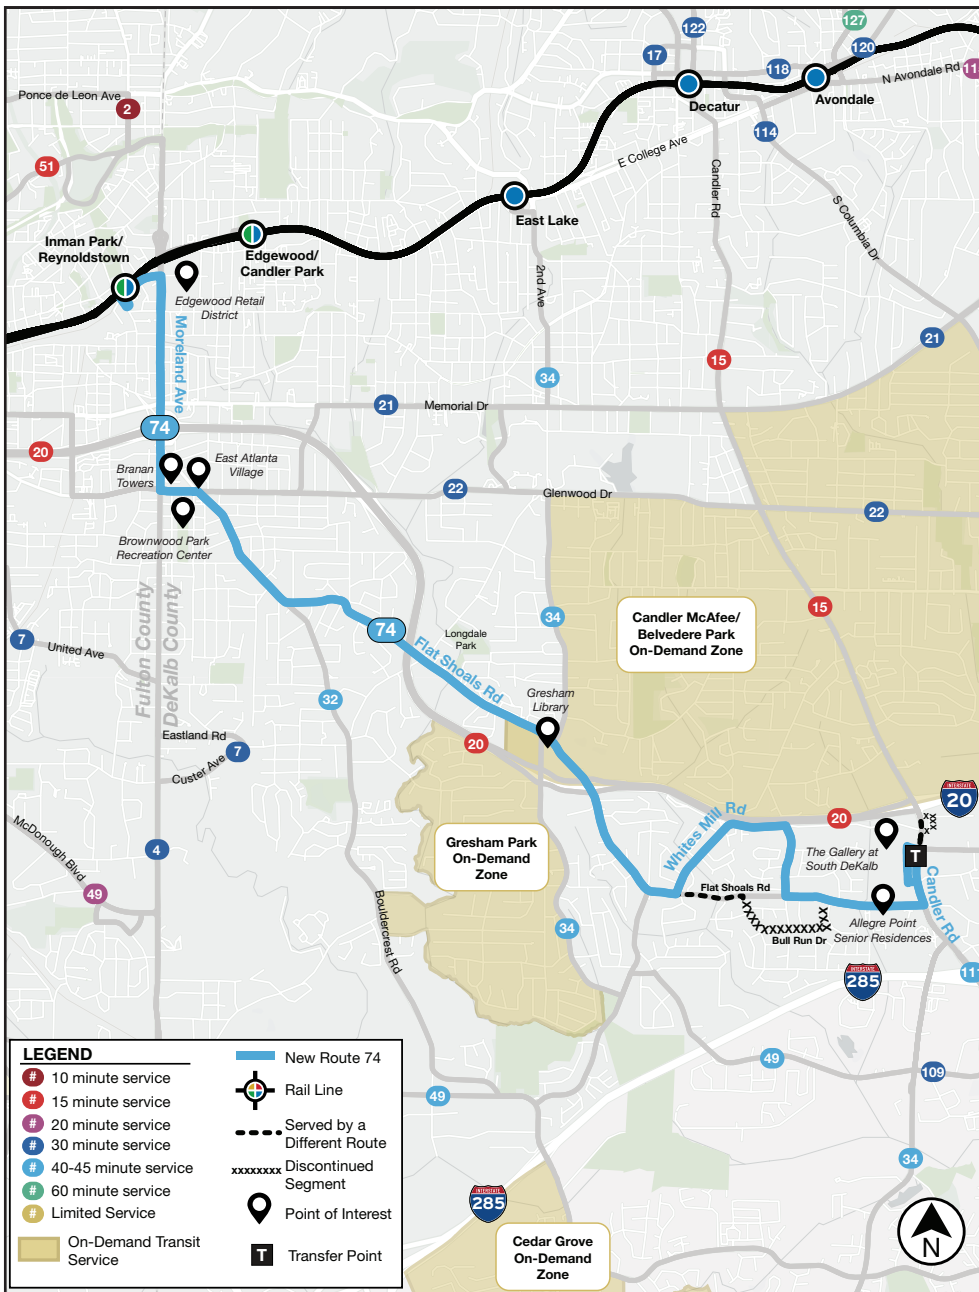 122
127
17
120
118
N Avondale Rd
11
Ponce de Leon Ave
2
Decatur
Avondale
114
E College Ave
51
Candler Rd
S Columbia Dr
East Lake
Inman Park/
Reynoldstown
Edgewood/
Candler Park
2nd Ave
Edgewood Retail
District
Moreland Ave
21
15
34
21
Memorial Dr
74
20
Branan
Towers
East Atlanta
Village
22
Glenwood Dr
22
Brownwood Park
Recreation Center
Fulton County
DeKalb County
15
34
Candler McAfee/
Belvedere Park
On-Demand Zone
74
Longdale
Park
7
United Ave
Flat Shoals Rd
32
Gresham
Library
Eastland Rd
20
7
Custer Ave
INTERSTATE
20
Whites Mill Rd
20
McDonough Blvd
4
Gresham Park
On-Demand
Zone
The Gallery at
South DeKalb
T
xxx
Candler Rd
49
Flat Shoals Rd
xxxxxxxxxxxxxxx
Bull Run Dr
Allegre Point
Senior Residences
Bouldercrest Rd
34
INTERSTATE
285
111
49
109
49
34
INTERSTATE
285
Cedar Grove
On-Demand
Zone
N
LEGEND
# 10 minute service
# 15 minute service
# 20 minute service
# 30 minute service
# 40-45 minute service
# 60 minute service
# Limited Service
On-Demand Transit
Service
New Route 74
Rail Line
Served by a
Different Route
xxxxxxxx Discontinued
Segment
Point of Interest
T Transfer Point